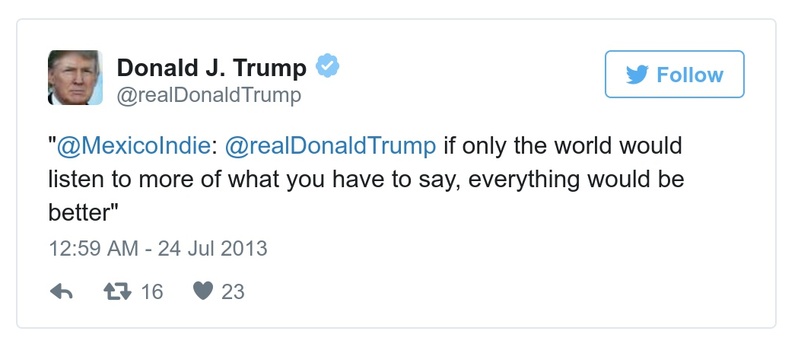 Donald J. Trump
@realDonaldTrump
Follow
"@MexicoIndie: @realDonaldTrump if only the world would
listen to more of what you have to say, everything would be
better"
12:59 AM - 24 Jul 2013
16 23